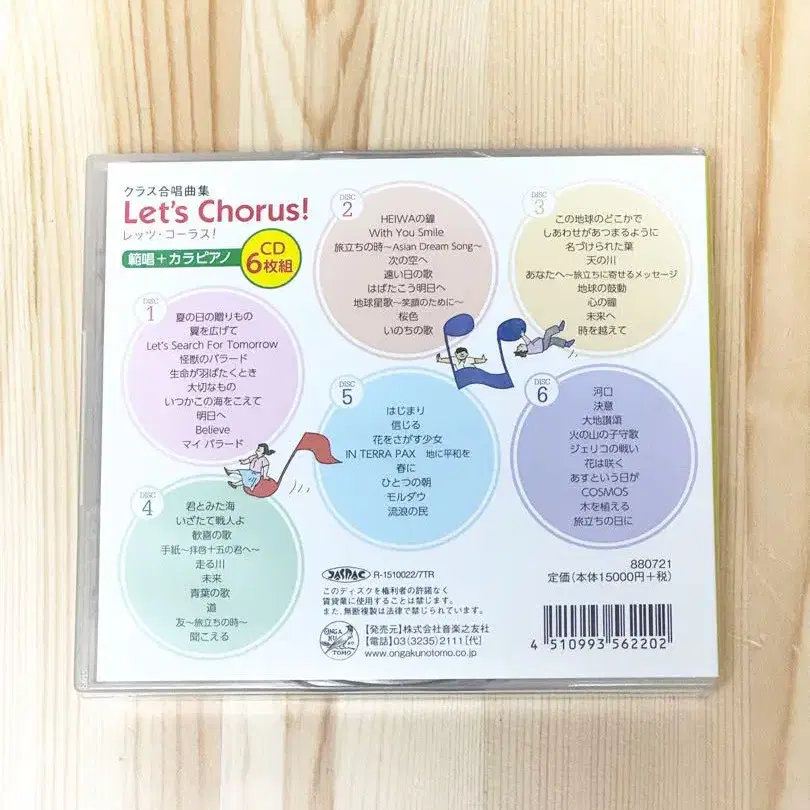 クラス合唱曲集
Let's Chorus!
レッツ・コーラス!
範唱+カラピアノ
CD
6枚組
DISC
1
夏の日の贈りもの
翼を広げて
Let's Search For Tomorrow
怪獣のバラード
生命が羽ばたくとき
大切なもの
いつかこの海をこえて
明日へ
Believe
マイ バラード
DISC
2
HEIWAの鐘
With You Smile
旅立ちの時〜Asian Dream Song〜
次の空へ
遠い日の歌
はばたこう明日へ
地球星歌〜笑顔のために〜
桜色
いのちの歌
DISC
3
この地球のどこかで
しあわせがあつまるように
名づけられた葉
天の川
あなたへ〜旅立ちに寄せるメッセージ
地球の鼓動
心の瞳
未来へ
時を越えて
DISC
4
君とみた海
いざたて戦人よ
歓喜の歌
手紙〜拝啓十五の君へ〜
走る川
未来
青葉の歌
道
友〜旅立ちの時〜
聞こえる
DISC
5
はじまり
信じる
花をさがす少女
IN TERRA PAX 地に平和を
春に
ひとつの朝
モルダウ
流浪の民
DISC
6
河口
決意
大地讃頌
火の山の子守歌
ジェリコの戦い
花は咲く
あすという日が
COSMOS
木を植える
旅立ちの日に
JASRAC R-1510022/7TR
このディスクを権利者の許諾なく
賃貸業に使用することは禁じます。
また、無断複製は法律で禁じられています。
ONGA
KU
TOMO
【発売元】株式会社音楽之友社
【電話】03(3235)2111[代]
www.ongakunotomo.co.jp
880721
定価(本体15000円+税)
4 510993 562202